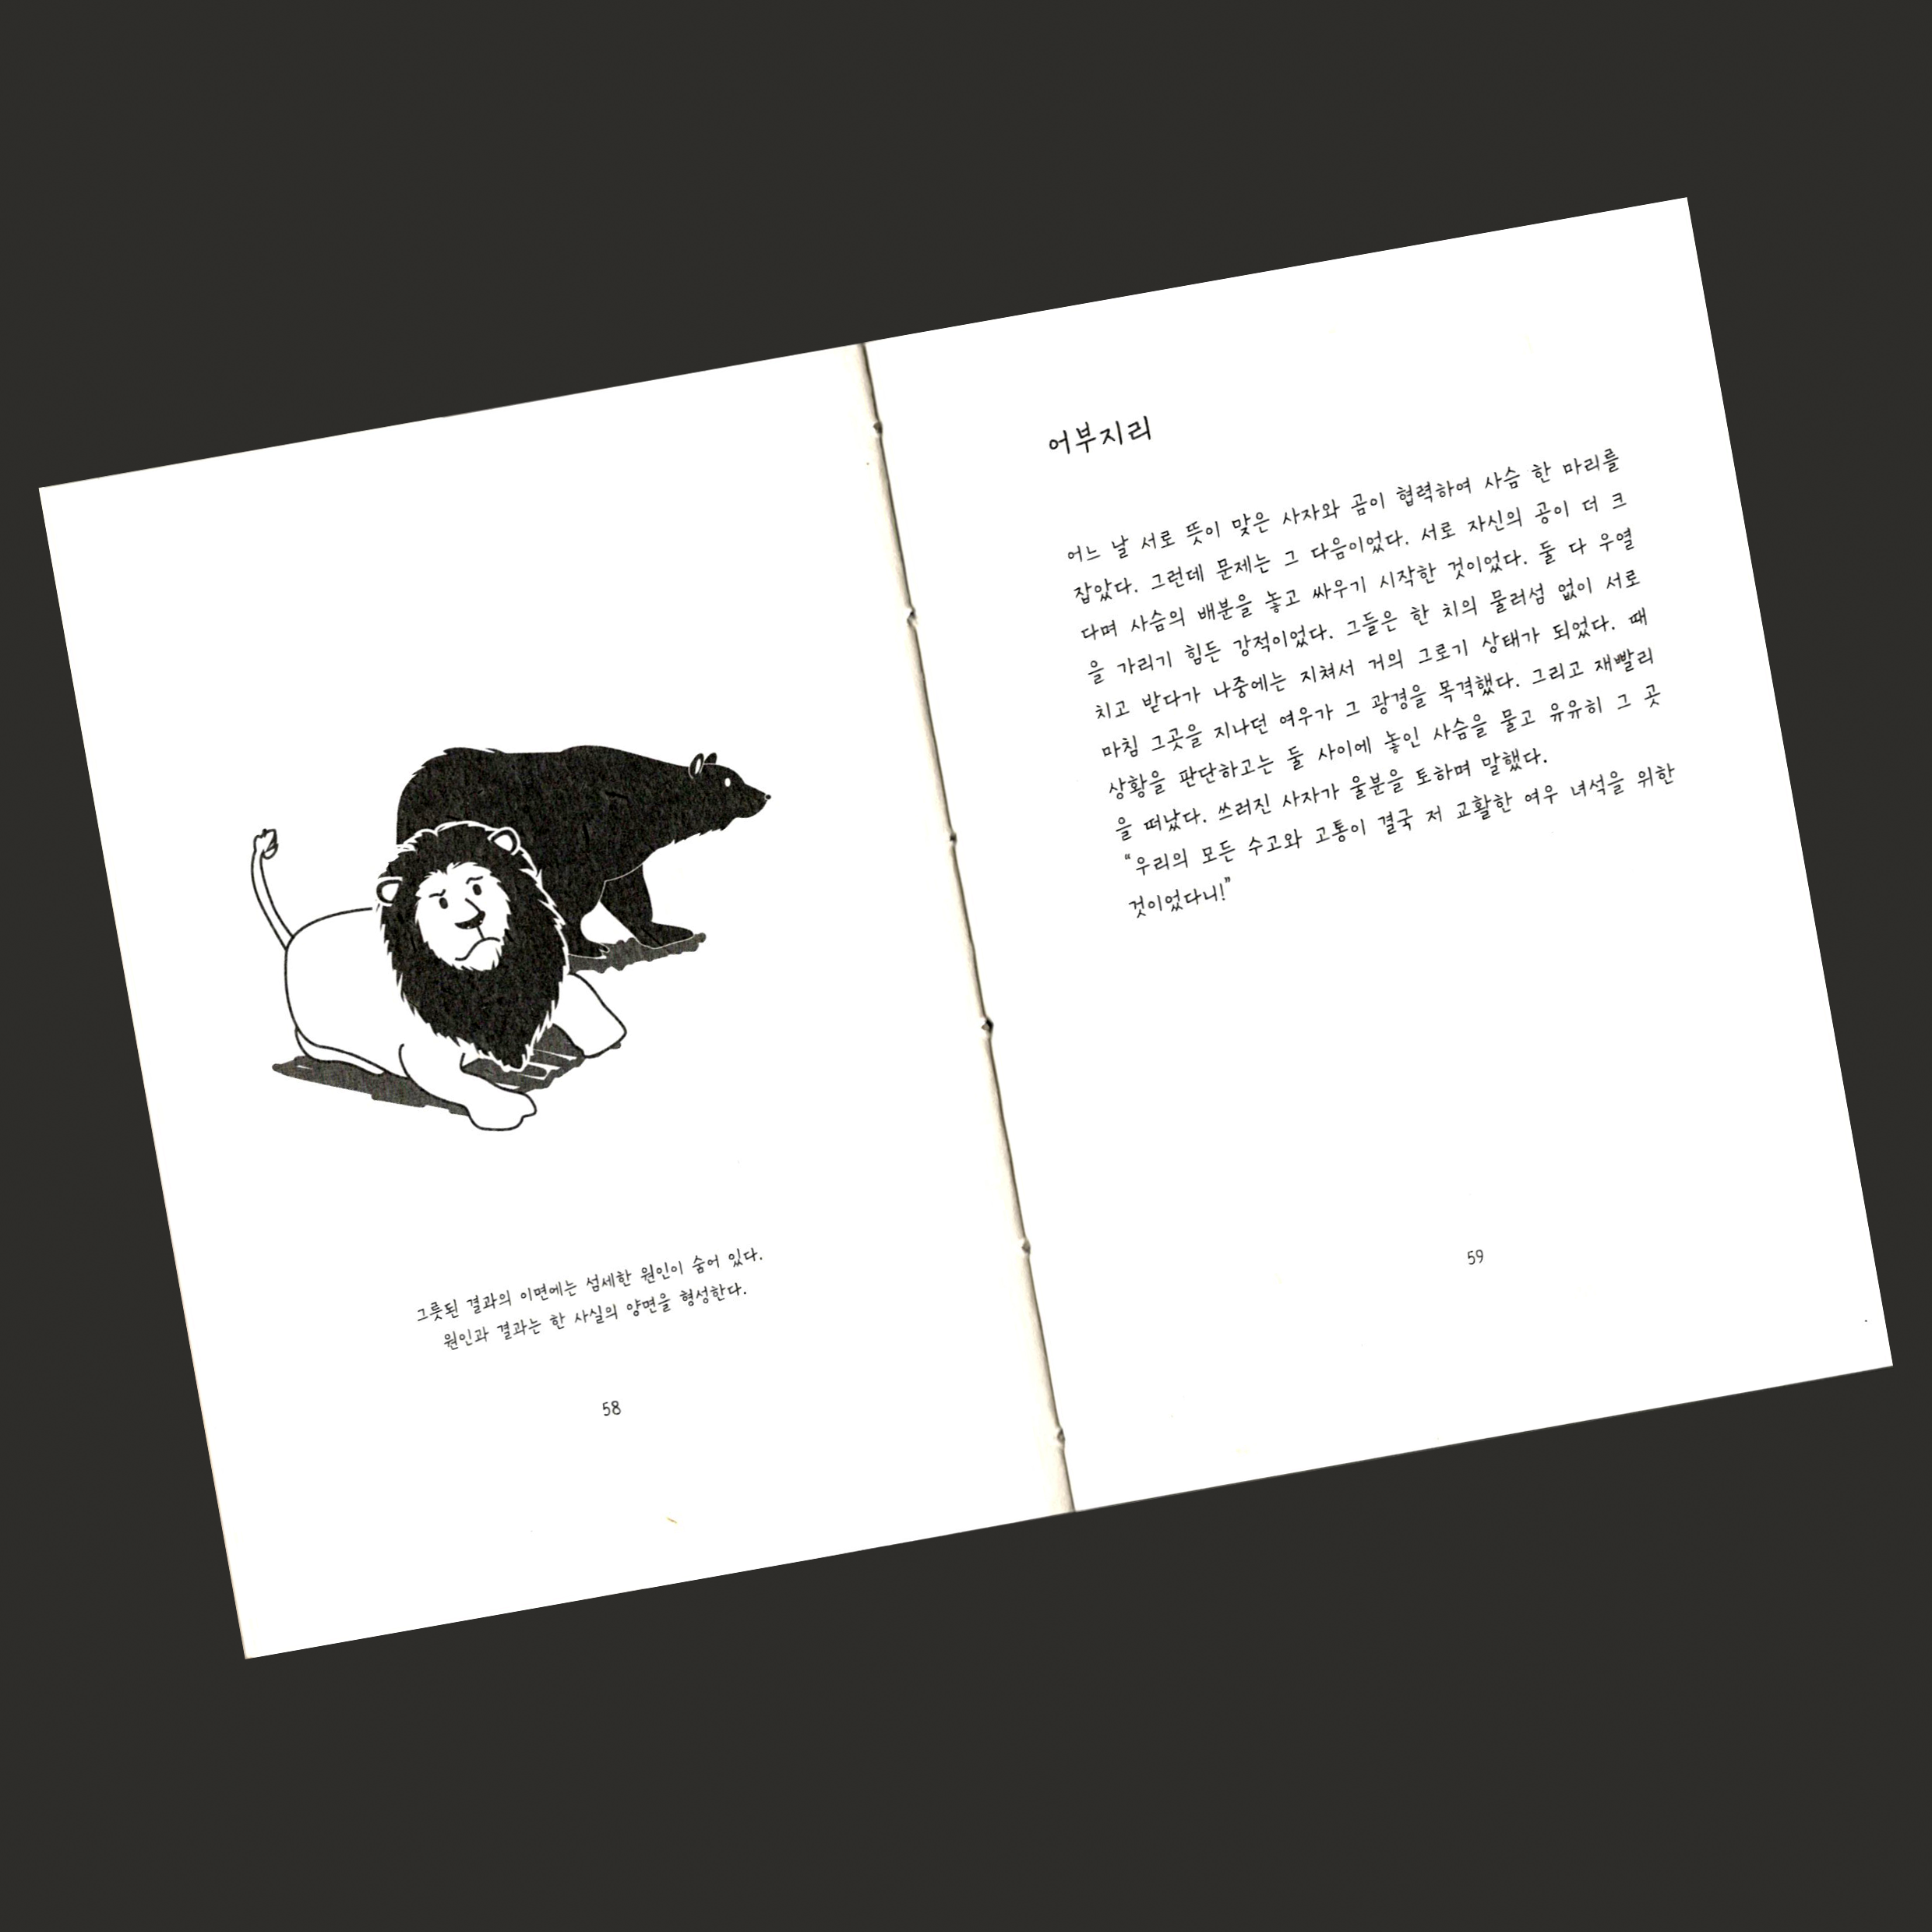 그릇된 결과의 이면에는 섬세한 원인이 숨어 있다.
원인과 결과는 한 사실의 양면을 형성한다.
58
어부지리
어느 날 서로 뜻이 맞은 사자와 곰이 협력하여 사슴 한 마리를
잡았다. 그런데 문제는 그 다음이었다. 서로 자신의 공이 더 크
다며 사슴의 배분을 놓고 싸우기 시작한 것이었다. 둘 다 우열
을 가리기 힘든 강적이었다. 그들은 한 치의 물러섬 없이 서로
치고 받다가 나중에는 지쳐서 거의 그로기 상태가 되었다. 때
마침 그곳을 지나던 여우가 그 광경을 목격했다. 그리고 재빨리
상황을 판단하고는 둘 사이에 놓인 사슴을 물고 유유히 그 곳
을 떠났다. 쓰러진 사자가 울분을 토하며 말했다.
“우리의 모든 수고와 고통이 결국 저 교활한 여우 녀석을 위한
것이었다니!”
59